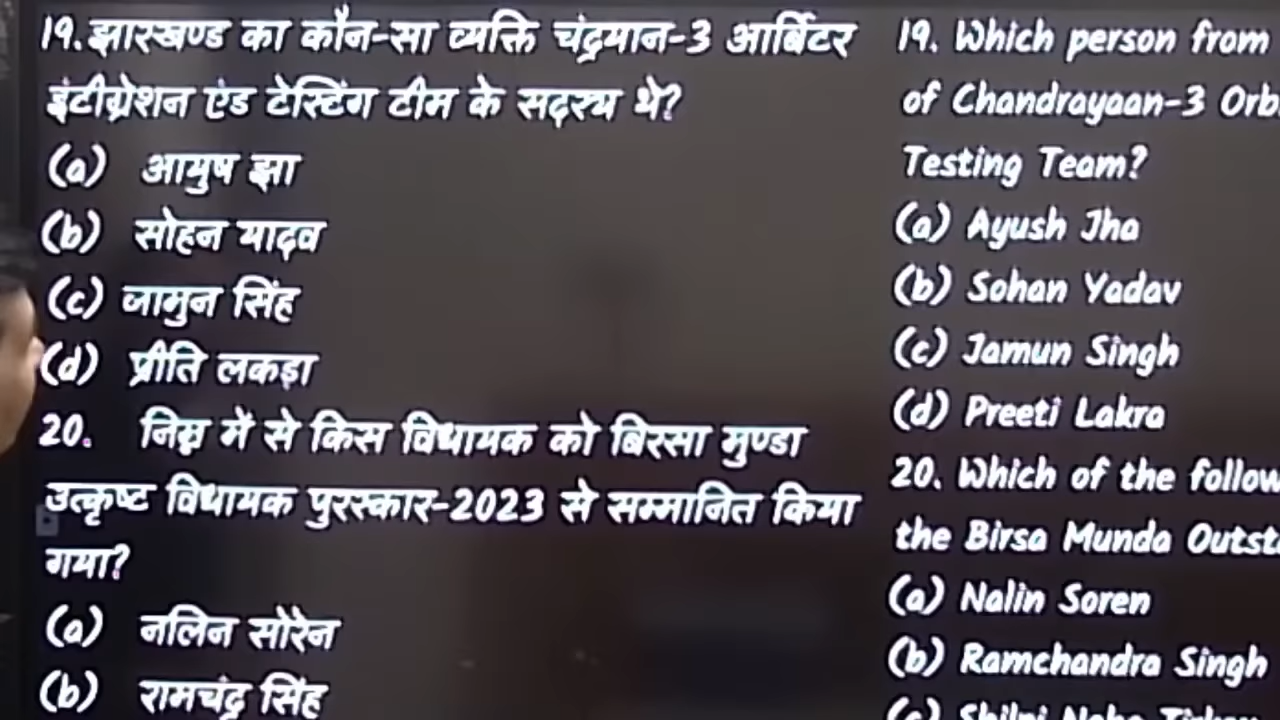 19. झारखण्ड का कौन-सा व्यक्ति चंद्रयान-3 आर्बिटर
इंटीग्रेशन एंड टेस्टिंग टीम के सदस्य थे?
(a) आयुष झा
(b) सोहन यादव
(c) जामुन सिंह
(d) प्रीति लकड़ा
20. निम्न में से किस विधायक को बिरसा मुण्डा
उत्कृष्ट विधायक पुरस्कार-2023 से सम्मानित किया
गया?
(a) नलिन सोरेन
(b) रामचंद्र सिंह
19. Which person from
of Chandrayaan-3 Orb
Testing Team?
(a) Ayush Jha
(b) Sohan Yadav
(c) Jamun Singh
(d) Preeti Lakra
20. Which of the follow
the Birsa Munda Outst
(a) Nalin Soren
(b) Ramchandra Singh